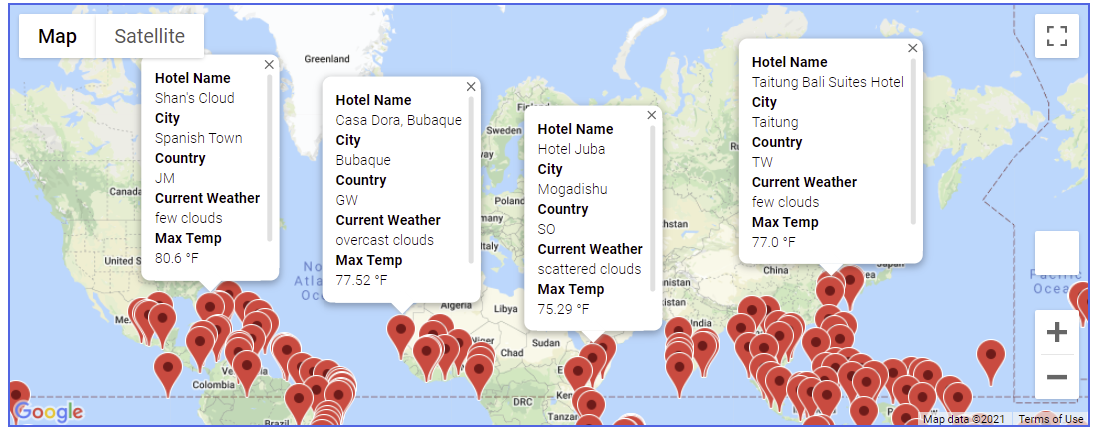 Map
Satellite
Greenland
Hotel Name
Shan's Cloud
City
Spanish Town
Country
JM
Current Weather
few clouds
Max Temp
80.6 °F
Hotel Name
Casa Dora, Bubaque
City
Bubaque
Country
GW
Current Weather
overcast clouds
Max Temp
77.52 °F
Hotel Name
Hotel Juba
City
Mogadishu
Country
SO
Current Weather
scattered clouds
Max Temp
75.29 °F
Hotel Name
Taitung Bali Suites Hotel
City
Taitung
Country
TW
Current Weather
few clouds
Max Temp
77.0 °F
Sweden
Poland
Italy
China
Japan
India
Algeria
Libya
Chad
Sudan
DRC
Colombia
Brazil
Google
Map data ©2021
Terms of Use